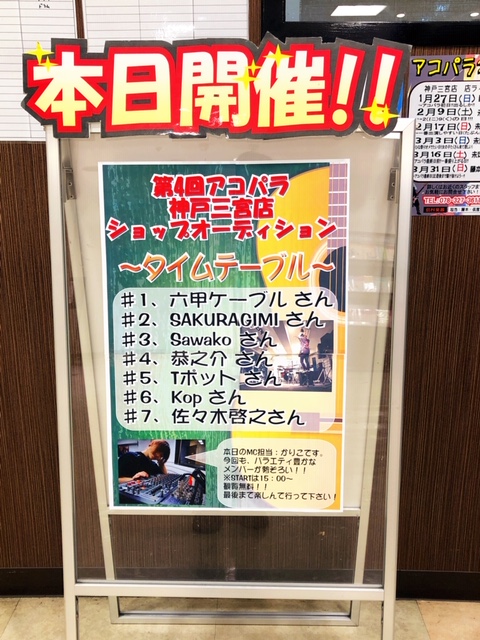 本日開催!!
第4回アコパラ
神戸三宮店
ショップオーディション
～タイムテーブル～
♯1、六甲ケーブル さん
♯2、SAKURAGIMI さん
♯3、Sawako さん
♯4、恭之介 さん
♯5、Tボット さん
♯6、Kop さん
♯7、佐々木啓之さん
本日のMC担当：かりこです。
今回も、バラエティ豊かな
メンバーが勢ぞろい！！
※STARTは15：00～
観覧無料！！
最後まで楽しんで行って下さい！
アコパラ
神戸三宮店
1月27日(日)
2月9日(土)
2月17日(日)
3月3日(日)
3月16日(土)
3月31日(日)